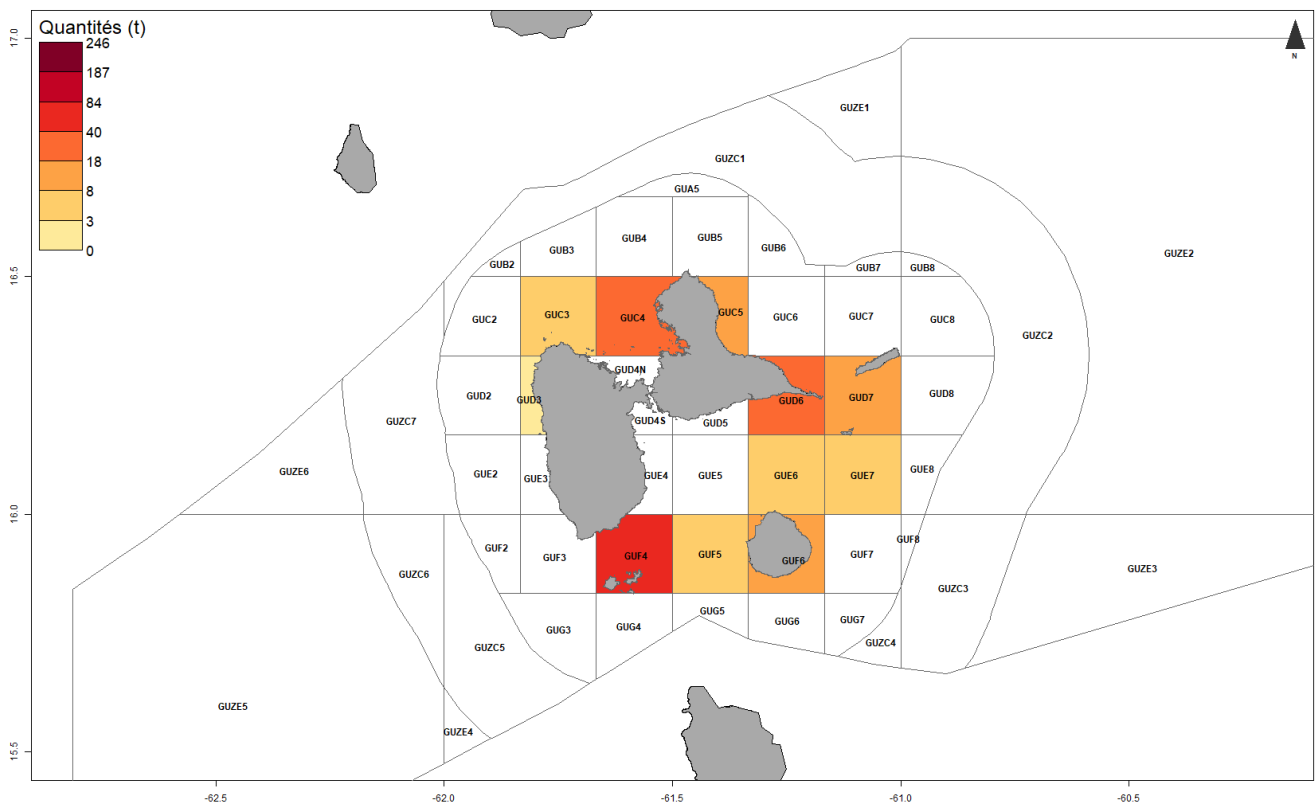 Quantités (t)
246
187
84
40
18
8
3
0
N
17.0
16.5
16.0
15.5
GUZE1
GUZC1
GUA5
GUB4
GUB5
GUB3
GUB6
GUZE2
GUB2
GUB7
GUB8
GUC2
GUC3
GUC4
GUC5
GUC6
GUC7
GUC8
GUZC2
GUD4N
GUD2
GUD3
GUD6
GUD7
GUD8
GUZC7
GUD4S
GUD5
GUZE6
GUE2
GUE3
GUE4
GUE5
GUE6
GUE7
GUE8
GUF2
GUF3
GUF4
GUF5
GUF6
GUF7
GUF8
GUZE3
GUZC6
GUZC3
GUG5
GUG3
GUG4
GUG6
GUG7
GUZC5
GUZC4
GUZE5
GUZE4
-62.5
-62.0
-61.5
-61.0
-60.5